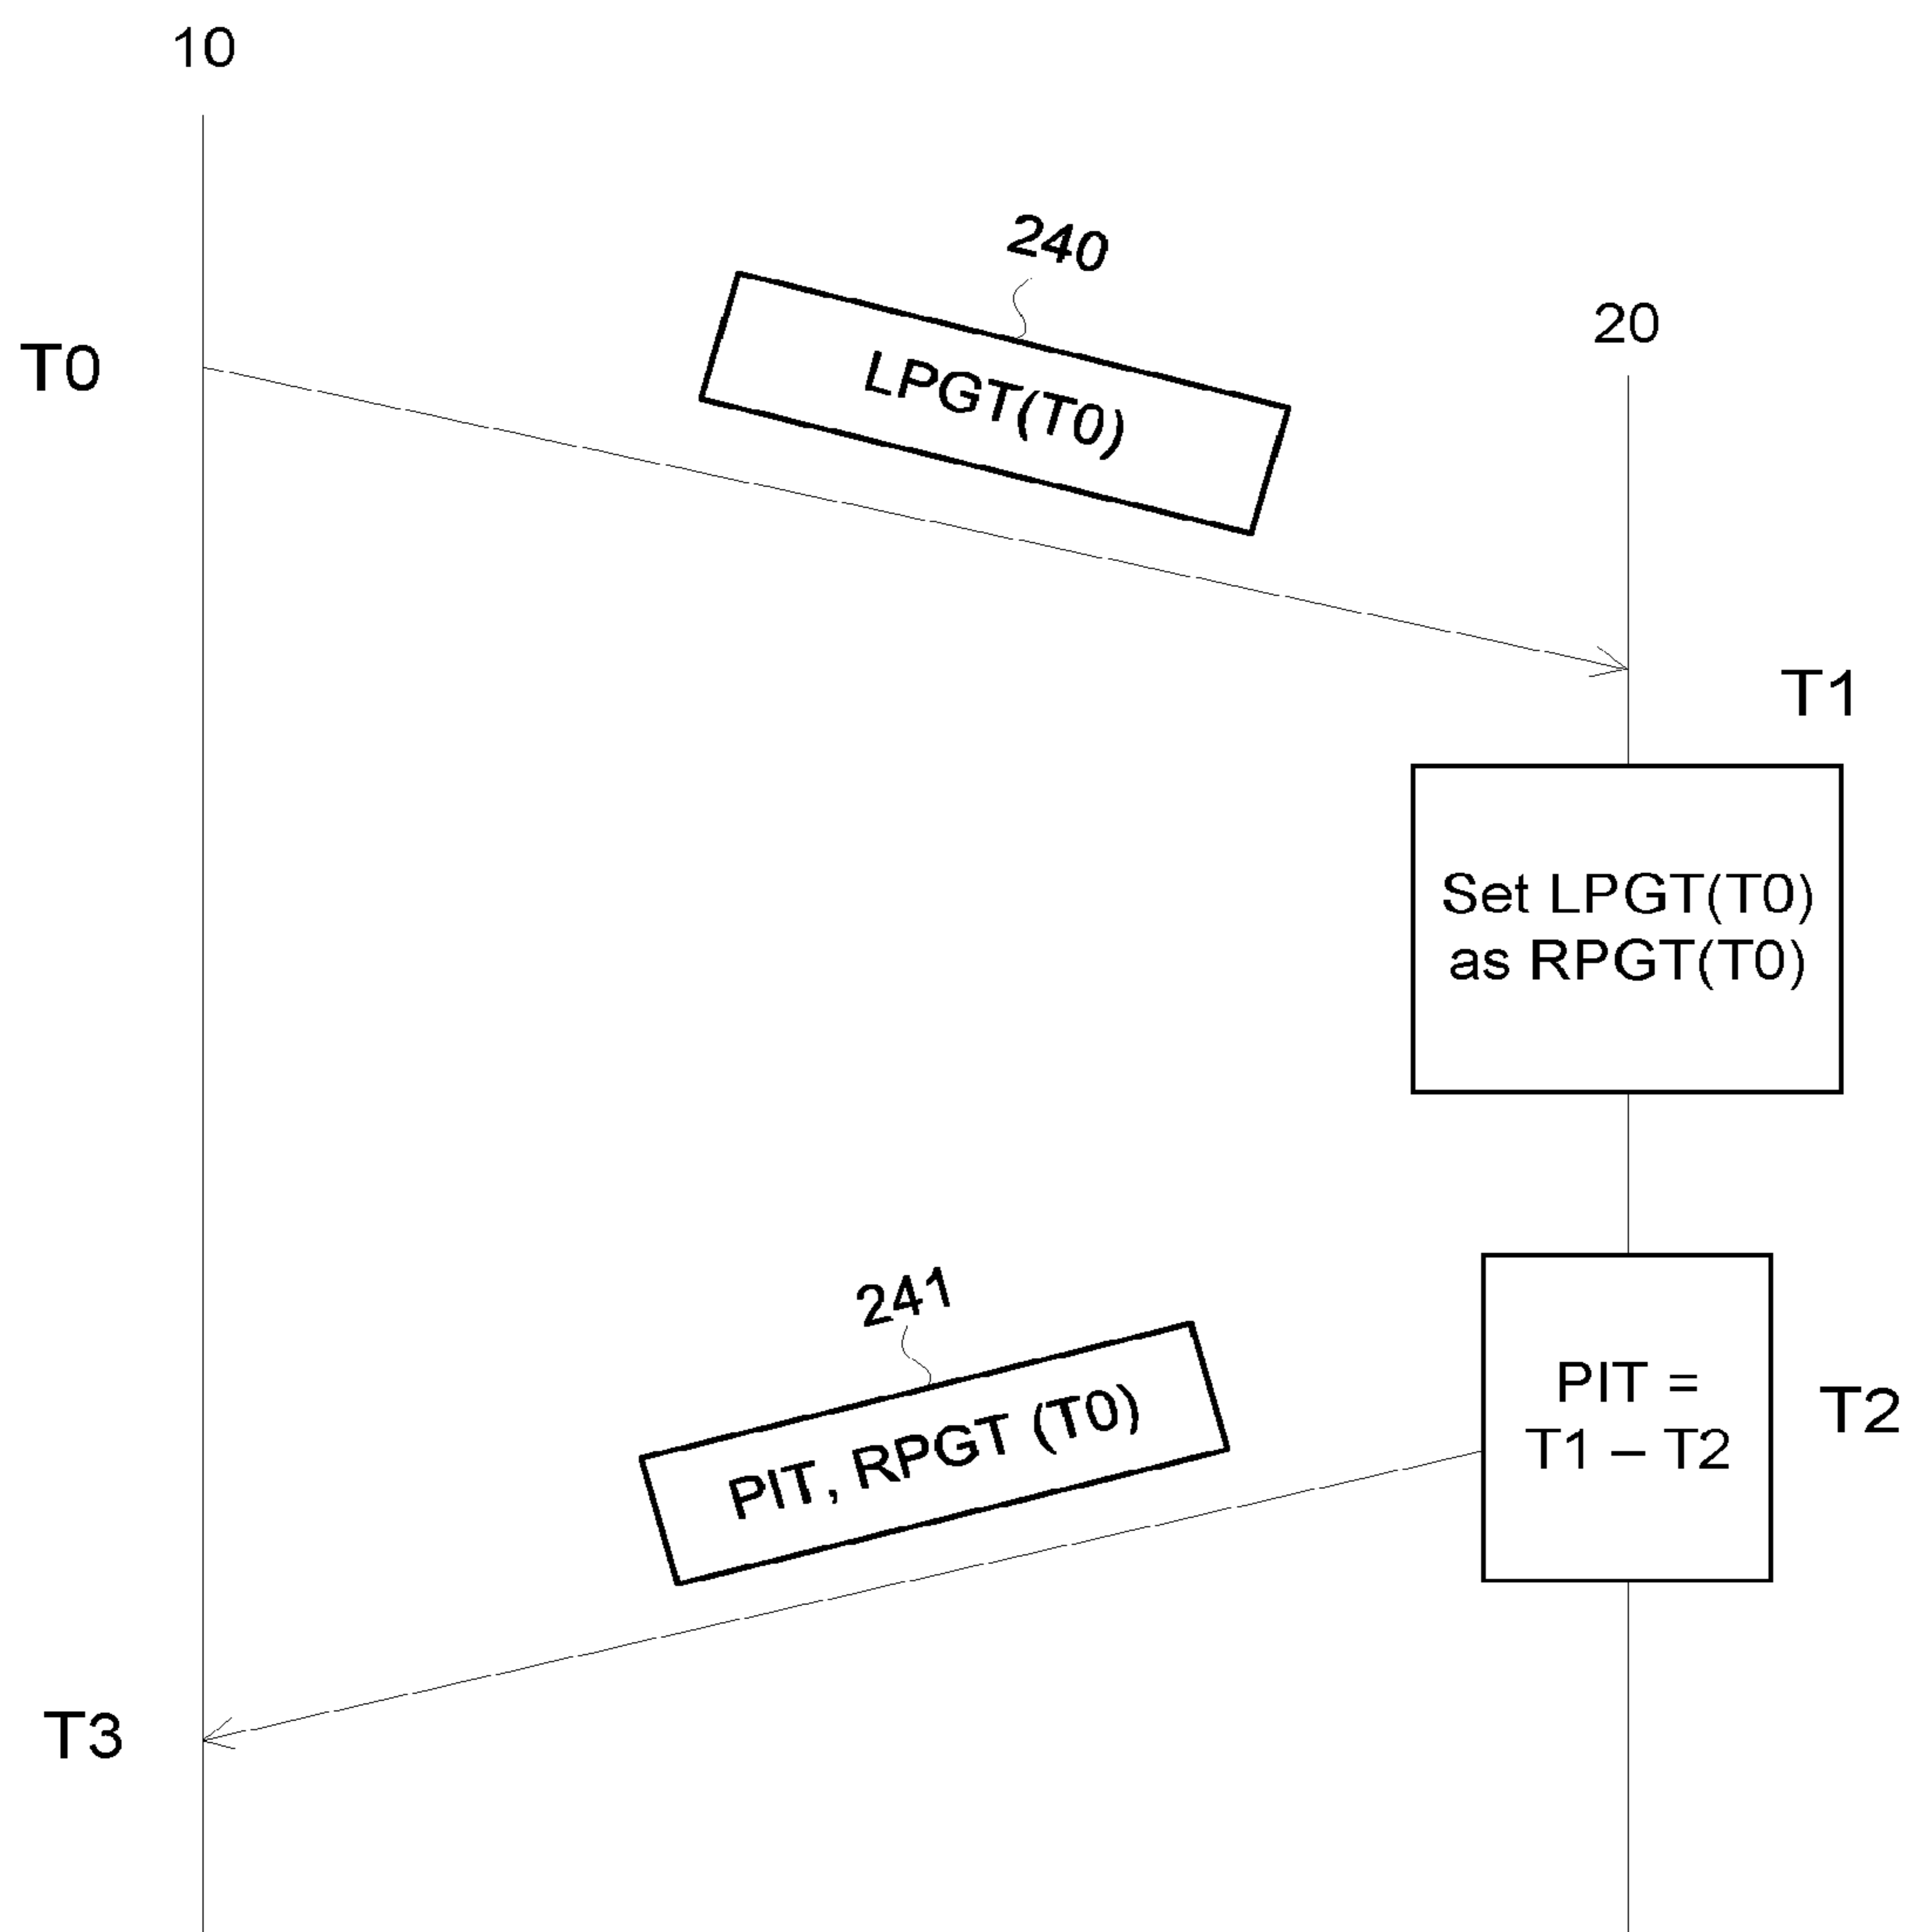 10
240
20
T0
LPGT(T0)
T1
Set LPGT(T0)
as RPGT(T0)
241
PIT, RPGT (T0)
PIT =
T1 – T2
T2
T3